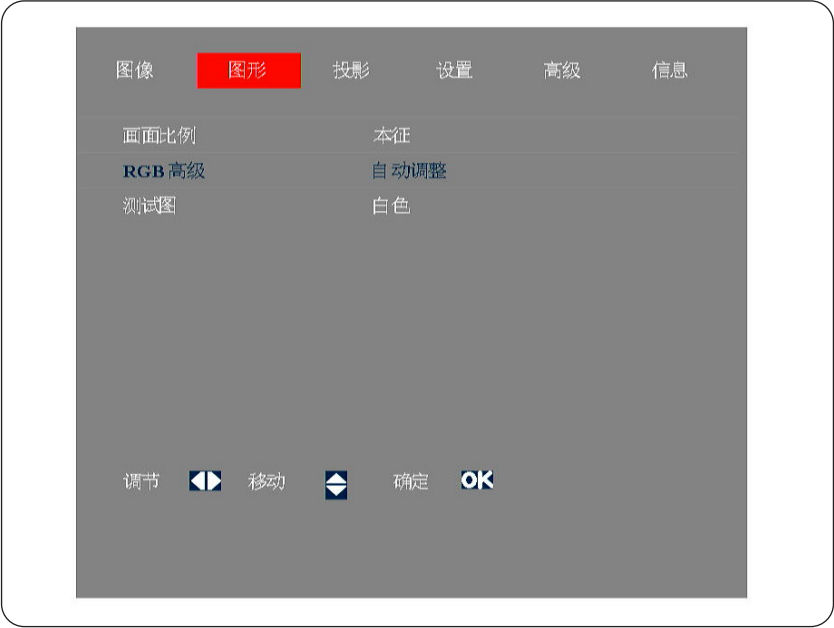 图像 图形 投影 设置 高级 信息
画面比例 本征
RGB 高级 自动调整
测试图 白色
调节 移动 确定 OK